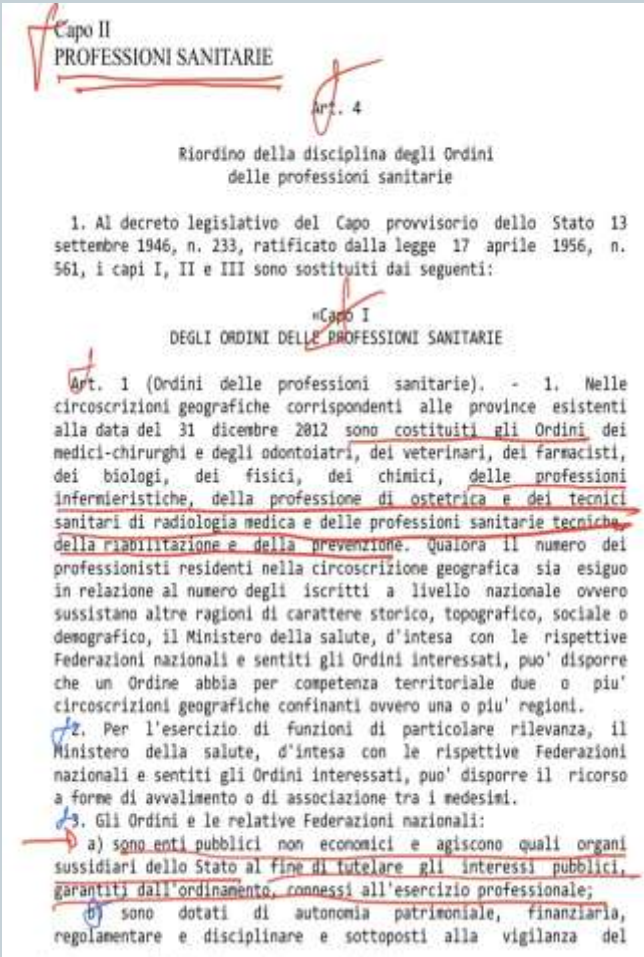 Capo II
PROFESSIONI SANITARIE
Art. 4
Riordino della disciplina degli Ordini
delle professioni sanitarie
1. Al decreto legislativo del Capo provvisorio dello Stato 13
settembre 1946, n. 233, ratificato dalla legge 17 aprile 1956, n.
561, i capi I, II e III sono sostituiti dai seguenti:
«Capo I
DEGLI ORDINI DELLE PROFESSIONI SANITARIE
Art. 1 (Ordini delle professioni sanitarie). - 1. Nelle
circoscrizioni geografiche corrispondenti alle province esistenti
alla data del 31 dicembre 2012 sono costituiti gli Ordini dei
medici-chirurghi e degli odontoiatri, dei veterinari, dei farmacisti,
dei biologi, dei fisici, dei chimici, delle professioni
infermieristiche, della professione di ostetrica e dei tecnici
sanitari di radiologia medica e delle professioni sanitarie tecniche,
della riabilitazione e della prevenzione. Qualora il numero dei
professionisti residenti nella circoscrizione geografica sia esiguo
in relazione al numero degli iscritti a livello nazionale ovvero
sussistano altre ragioni di carattere storico, topografico, sociale o
demografico, il Ministero della salute, d'intesa con le rispettive
Federazioni nazionali e sentiti gli Ordini interessati, puo' disporre
che un Ordine abbia per competenza territoriale due o piu'
circoscrizioni geografiche confinanti ovvero una o piu' regioni.
2. Per l'esercizio di funzioni di particolare rilevanza, il
Ministero della salute, d'intesa con le rispettive Federazioni
nazionali e sentiti gli Ordini interessati, puo' disporre il ricorso
a forme di avvalimento o di associazione tra i medesimi.
3. Gli Ordini e le relative Federazioni nazionali:
a) sono enti pubblici non economici e agiscono quali organi
sussidiari dello Stato al fine di tutelare gli interessi pubblici,
garantiti dall'ordinamento, connessi all'esercizio professionale;
b) sono dotati di autonomia patrimoniale, finanziaria,
regolamentare e disciplinare e sottoposti alla vigilanza del